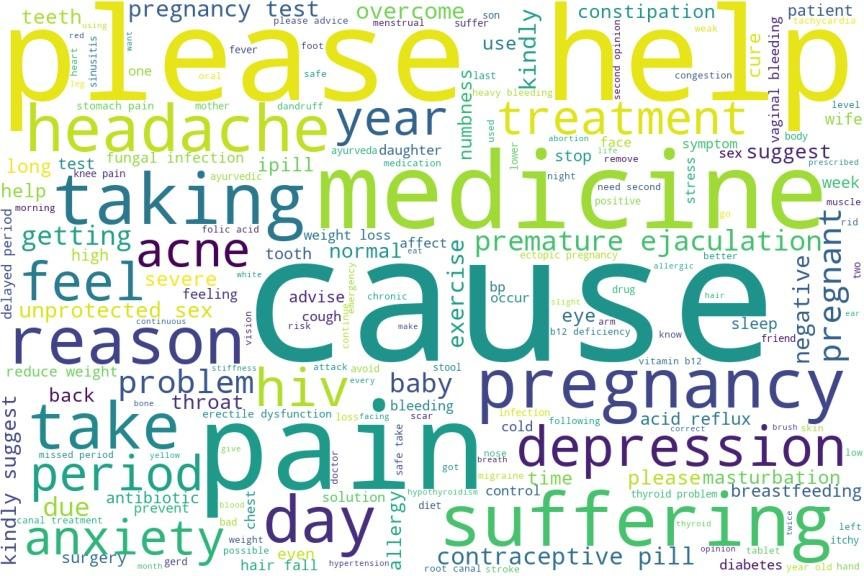 please help
pregnancy test
overcome
constipation
patient
teeth
please advice
menstrual
suffer
son
use
kindly
weak
tachycardia
red
heart
sinusitis
want
using
fever
foot
one
oral
safe
numbness
last
second opinion
congestion
cure
vaginal bleeding
leg
stomach pain
mother
dandruff
heavy bleeding
level
wife
headache
year
treatment
used
abortion
face
symptom
body
long
test
fungal infection
ipill
ayurveda
daughter
lower
stop
life
remove
stress
sex
suggest
knee pain
ayurvedic
medication
night
need second
positive
prescribed
week
help
morning
taking
medicine
go
muscle
rid
delayed period
getting
folic acid
weight loss
affect
premature ejaculation
better
pregnant
two
acne
tooth
normal
eat
exercise
ectopic pregnancy
allergic
high
feel
severe
white
feeling
cause
advise
chronic
emergency
continue
bp
occur
slight
drug
hair
negative
ear
unprotected sex
cough
risk
make
vision
eye
arm
b12 deficiency
know
sleep
friend
continuous
reason
reduce weight
stiffness
attack
avoid
stool
vitamin b12
problem
hiv
every
baby
pregnancy
back
bone
throat
bleeding
kindly suggest
erectile dysfunction
loss
facing
scar
infection
following
acid reflux
correct
brush
skin
take
pain
cold
depression
low
missed period
yellow
give
doctor
safe take
breath
nose
got
migraine
time
please
masturbation
period
antibiotic
prevent
chest
solution
hypothyroidism
control
thyroid problem
breastfeeding
due
blood
day
diet
suffering
thyroid
twice
left
itchy
canal treatment
bad
allergy
anxiety
weight
possible
even
surgery
month
gerd
hair fall
hypertension
contraceptive pill
opinion
tablet
root canal
stroke
diabetes
year old
hand